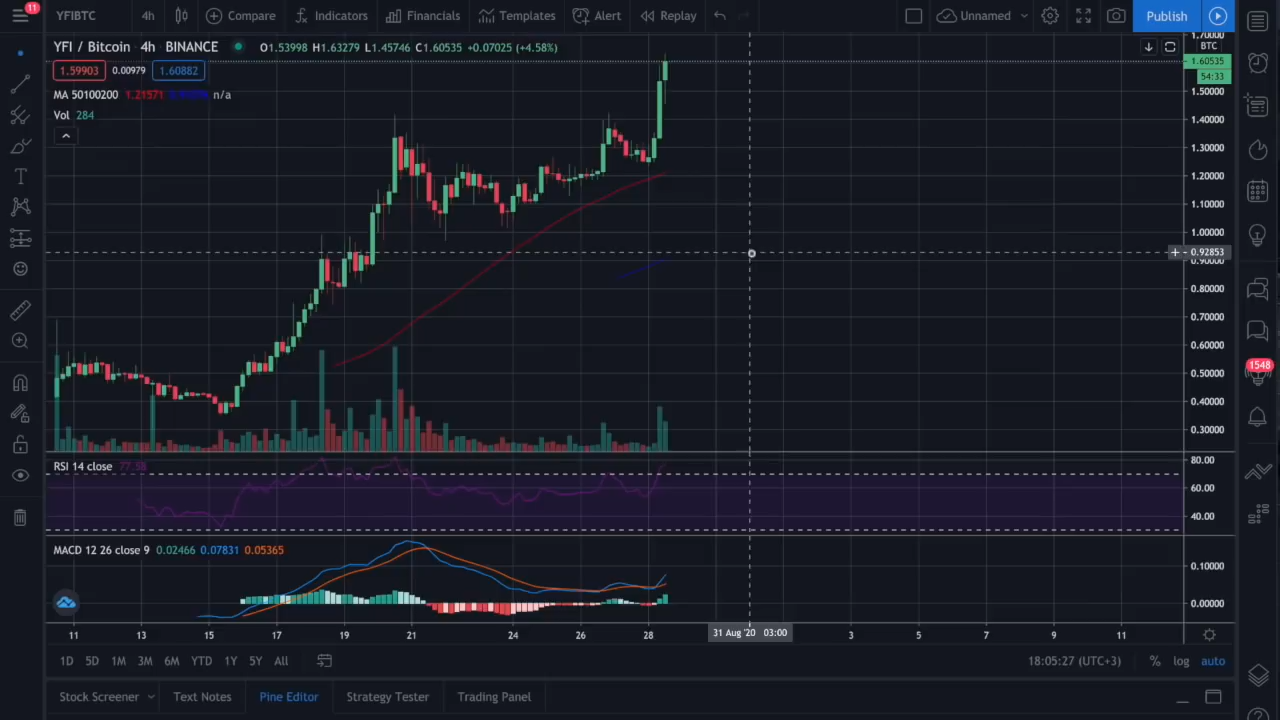 11
YFIBTC 4h Compare Indicators Financials Templates Alert Replay Unnamed Publish
YFI / Bitcoin 4h BINANCE O1.53998 H1.63279 L1.45746 C1.60535 +0.07025 (+4.58%)
1.59903 0.00979 1.60882
MA 50100200 1.21571 n/a
Vol 284
1.70000
BTC
1.60535
54:33
1.50000
1.40000
1.30000
1.20000
1.10000
1.00000
0.92853
0.90000
0.80000
0.70000
0.60000
0.50000
0.40000
0.30000
1548
RSI 14 close 77.58
80.00
60.00
40.00
MACD 12 26 close 9 0.02466 0.07831 0.05365
0.10000
0.00000
11 13 15 17 19 21 24 26 28 31 Aug '20 03:00 3 5 7 9 11
1D 5D 1M 3M 6M YTD 1Y 5Y All 18:05:27 (UTC+3) % log auto
Stock Screener Text Notes Pine Editor Strategy Tester Trading Panel